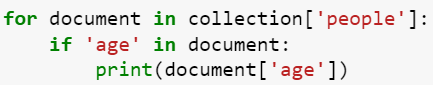 for document in collection['people']:
    if 'age' in document:
        print(document['age'])